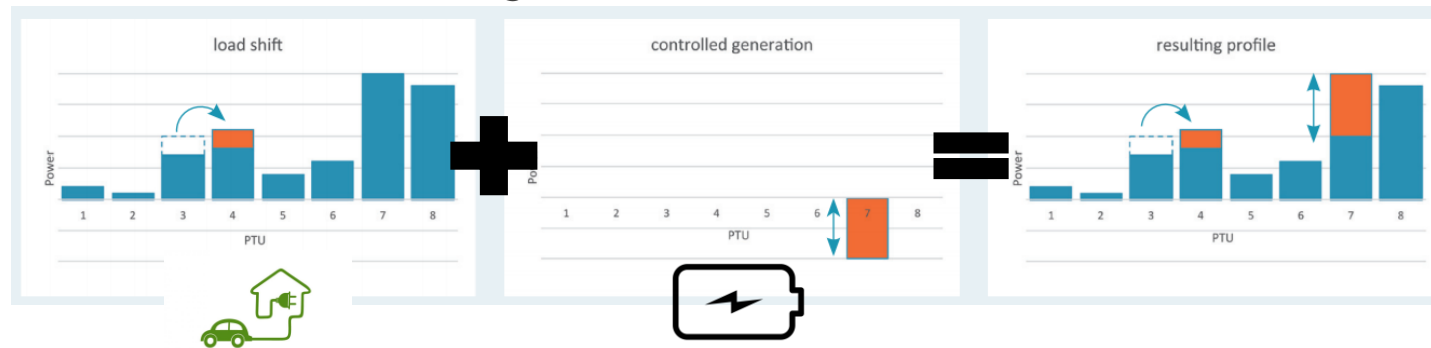 load shift
Power
1 2 3 4 5 6 7 8
PTU
controlled generation
1 2 3 4 5 6 7 8
PTU
resulting profile
Power
1 2 3 4 5 6 7 8
PTU